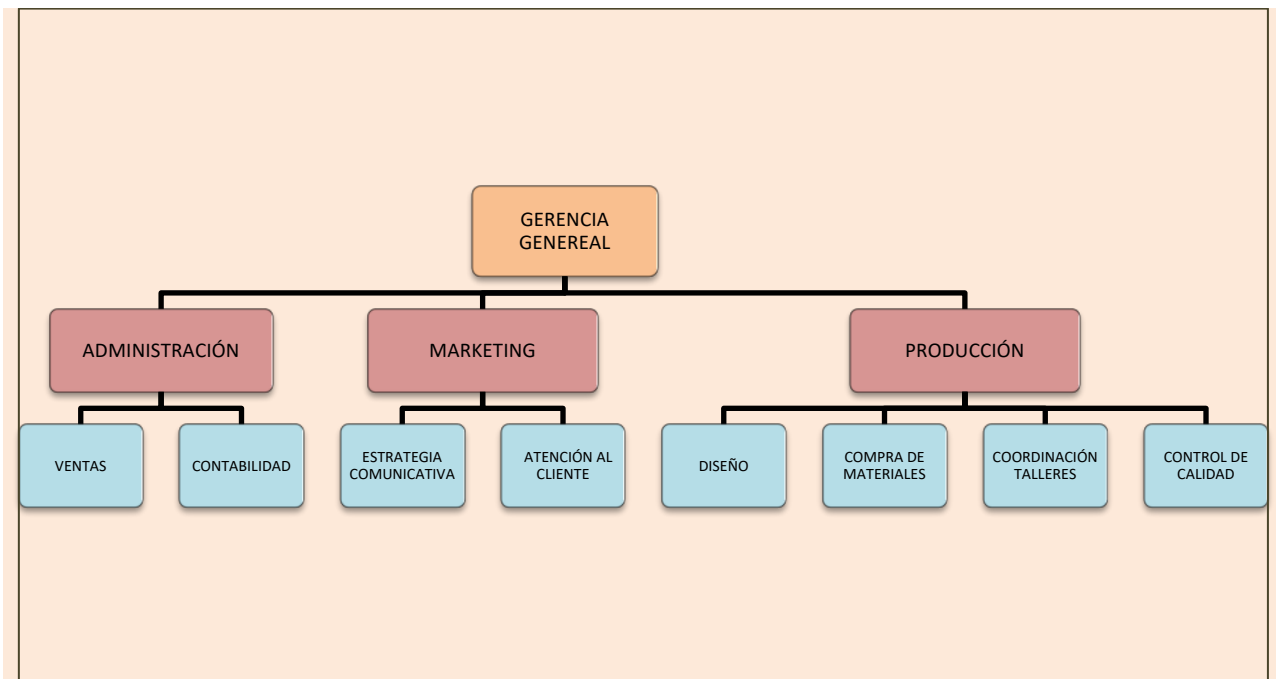 GERENCIA
GENEREAL
ADMINISTRACIÓN
MARKETING
PRODUCCIÓN
VENTAS
CONTABILIDAD
ESTRATEGIA
COMUNICATIVA
ATENCIÓN AL
CLIENTE
DISEÑO
COMPRA DE
MATERIALES
COORDINACIÓN
TALLERES
CONTROL DE
CALIDAD